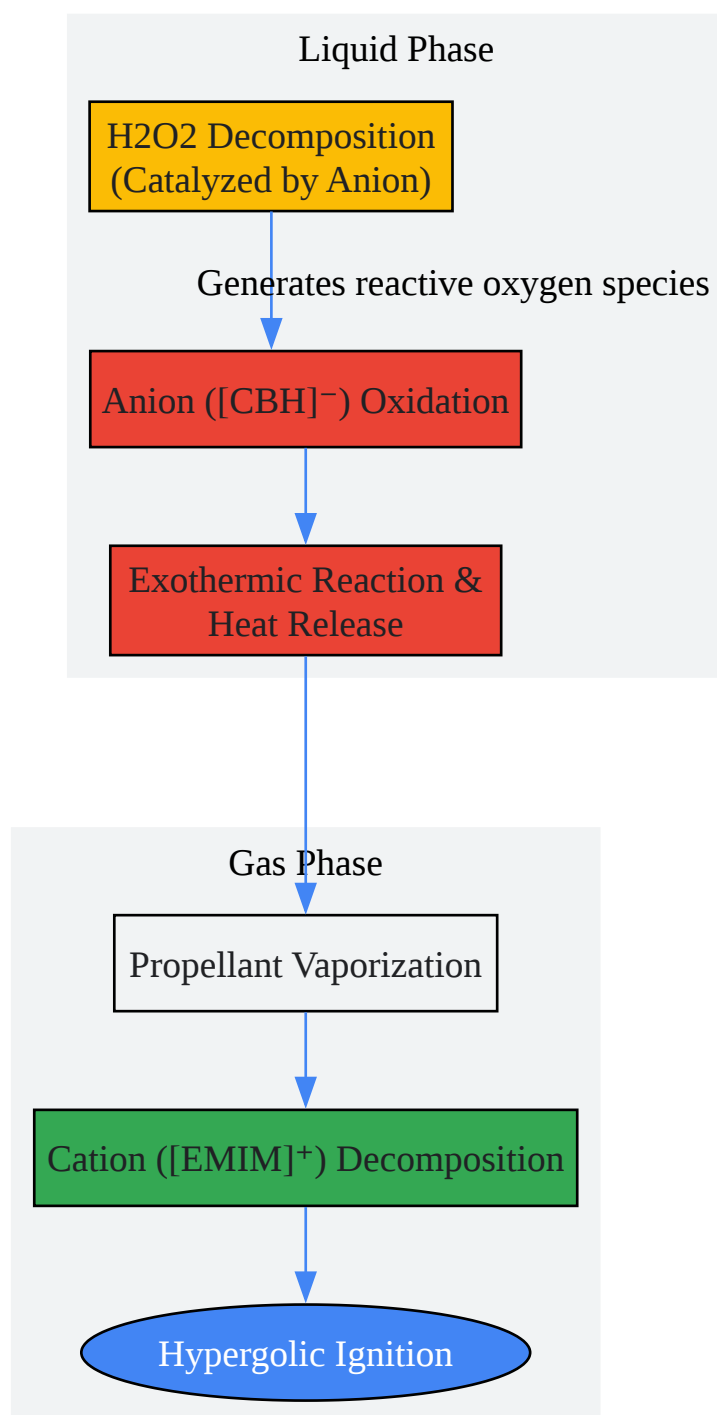 Liquid Phase
H2O2 Decomposition
(Catalyzed by Anion)
Generates reactive oxygen species
Anion ([CBH]⁻) Oxidation
Exothermic Reaction &
Heat Release
Gas Phase
Propellant Vaporization
Cation ([EMIM]⁺) Decomposition
Hypergolic Ignition